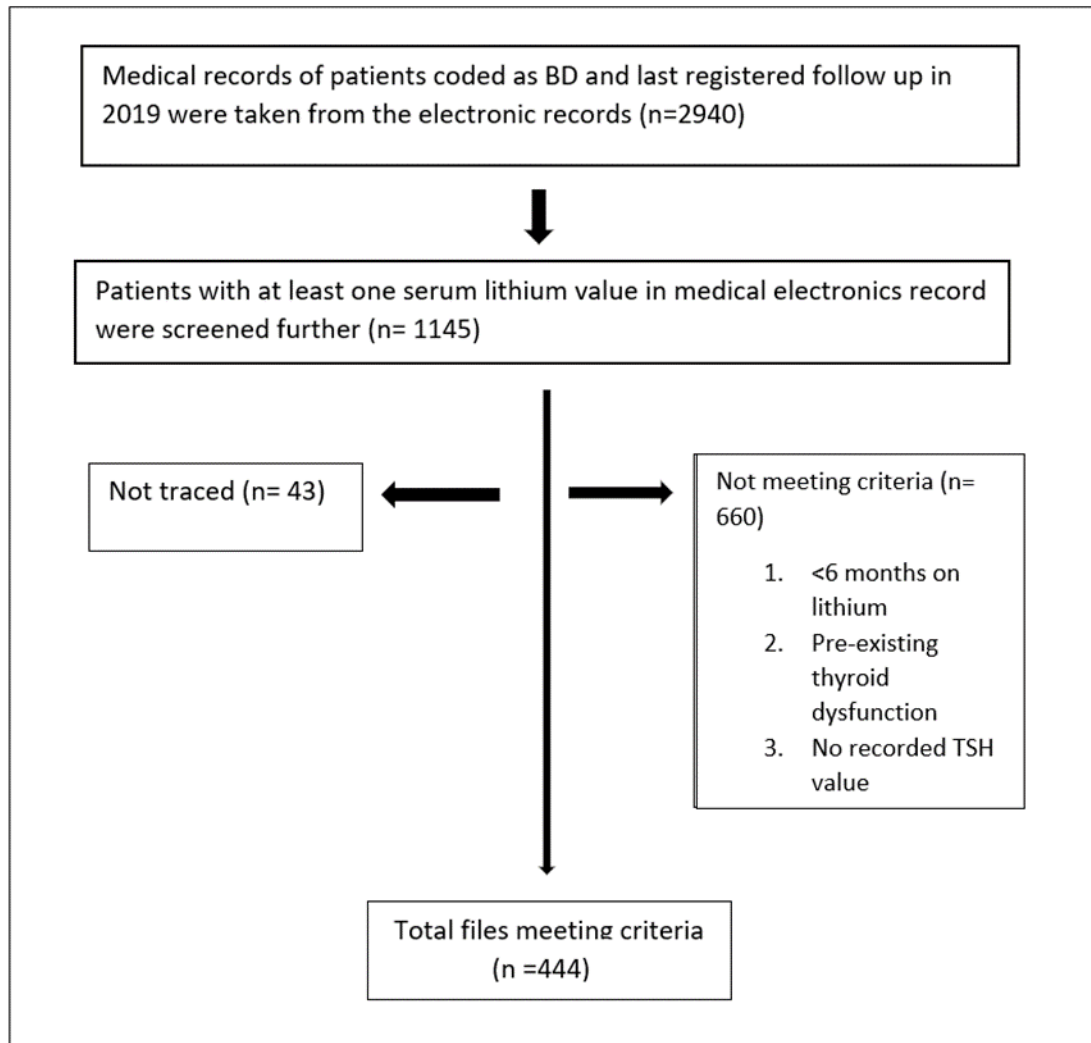 Medical records of patients coded as BD and last registered follow up in
2019 were taken from the electronic records (n=2940)
Patients with at least one serum lithium value in medical electronics record
were screened further (n= 1145)
Not traced (n= 43)
Not meeting criteria (n=
660)
1. <6 months on
lithium
2. Pre-existing
thyroid
dysfunction
3. No recorded TSH
value
Total files meeting criteria
(n =444)